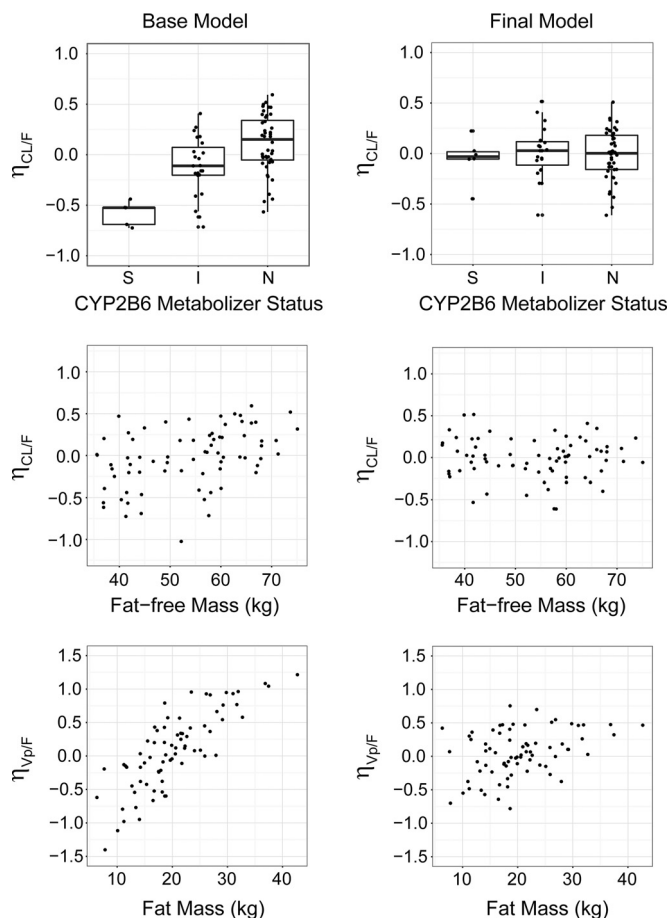 Base Model
Final Model
η CL/F
1.0
0.5
0.0
−0.5
−1.0
S I N
CYP2B6 Metabolizer Status
η CL/F
1.0
0.5
0.0
−0.5
−1.0
S I N
CYP2B6 Metabolizer Status
η CL/F
1.0
0.5
0.0
−0.5
−1.0
40 50 60 70
Fat−free Mass (kg)
η CL/F
1.0
0.5
0.0
−0.5
−1.0
40 50 60 70
Fat−free Mass (kg)
η Vp/F
1.5
1.0
0.5
0.0
−0.5
−1.0
−1.5
10 20 30 40
Fat Mass (kg)
η Vp/F
1.5
1.0
0.5
0.0
−0.5
−1.0
−1.5
10 20 30 40
Fat Mass (kg)